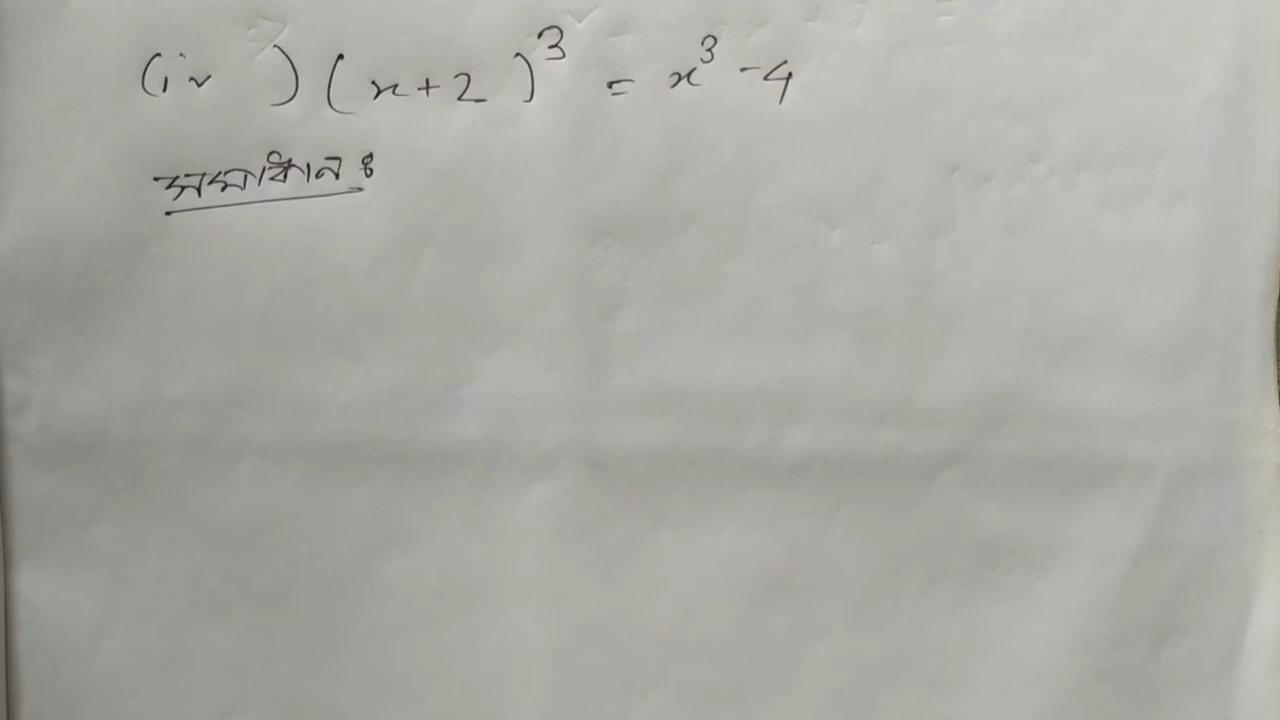 (iv) (x+2)³ = x³ -4
সমাধান ঃ